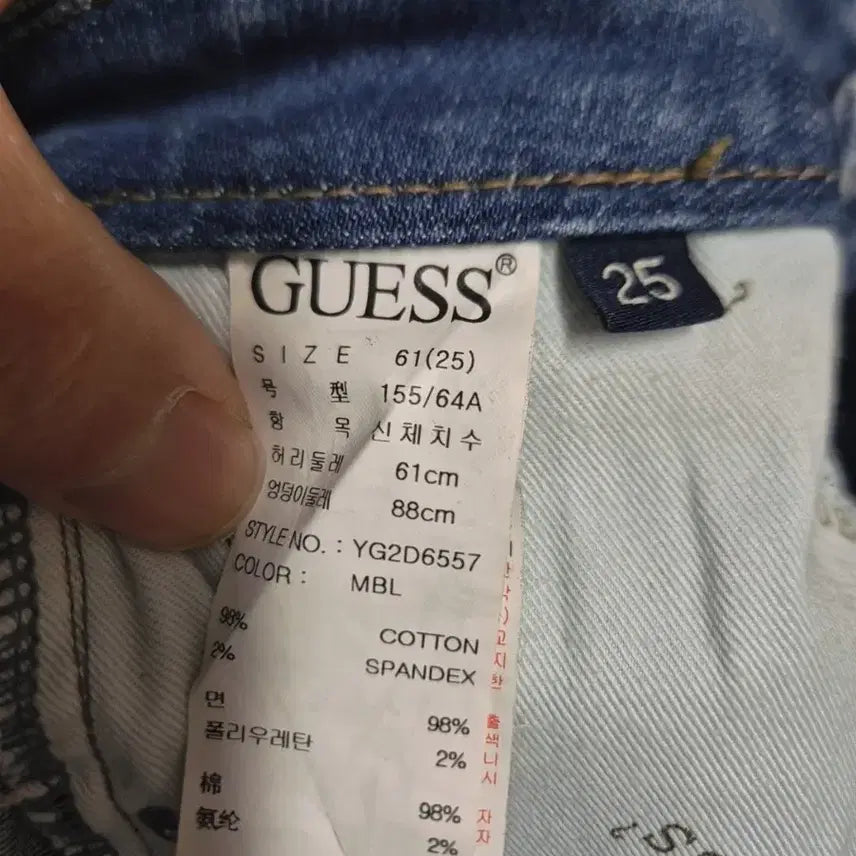 GUESS®
25
SIZE 61(25)
号 型 155/64A
항 목 신체치수
허리둘레 61cm
엉덩이둘레 88cm
STYLE NO. : YG2D6557
COLOR : MBL
98% COTTON
2% SPANDEX
면 98%
폴리우레탄 2%
棉 98%
氨纶 2%